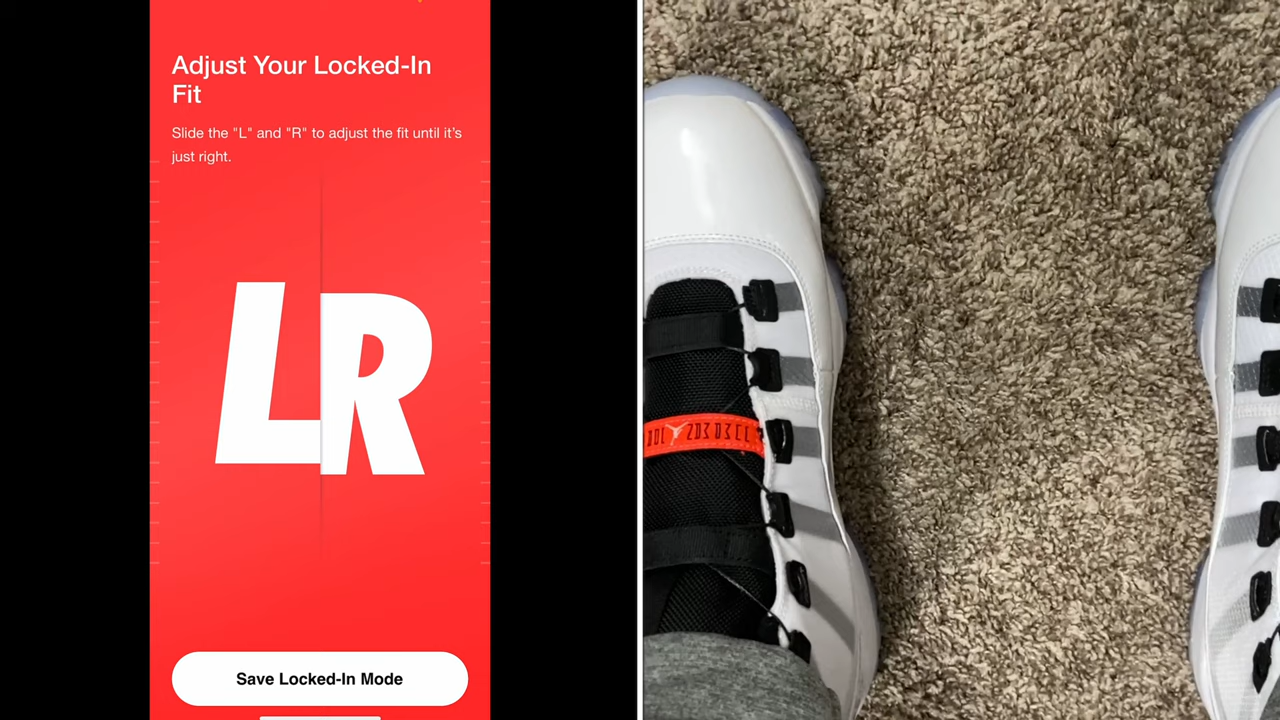 Adjust Your Locked-In
Fit
Slide the "L" and "R" to adjust the fit until it's
just right.
LR
Save Locked-In Mode